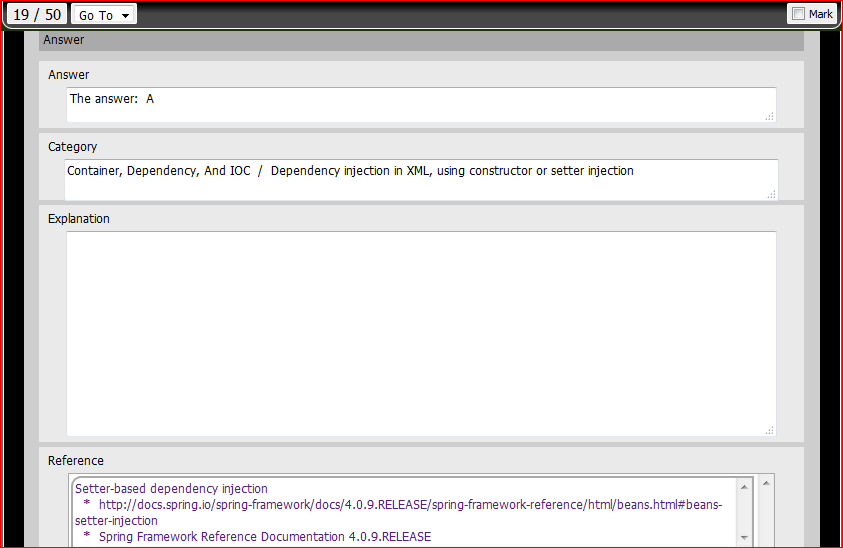 19 / 50 Go To Mark
Answer
Answer
The answer:  A
Category
Container, Dependency, And IOC  /  Dependency injection in XML, using constructor or setter injection
Explanation
Reference
Setter-based dependency injection
*  http://docs.spring.io/spring-framework/docs/4.0.9.RELEASE/spring-framework-reference/html/beans.html#beans-
setter-injection
*  Spring Framework Reference Documentation 4.0.9.RELEASE